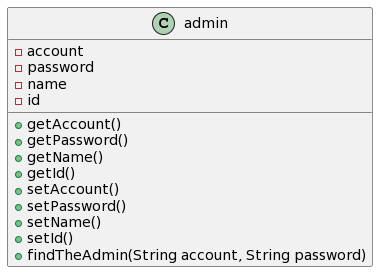 C admin
account
password
name
id
getAccount()
getPassword()
getName()
getId()
setAccount()
setPassword()
setName()
setId()
findTheAdmin(String account, String password)